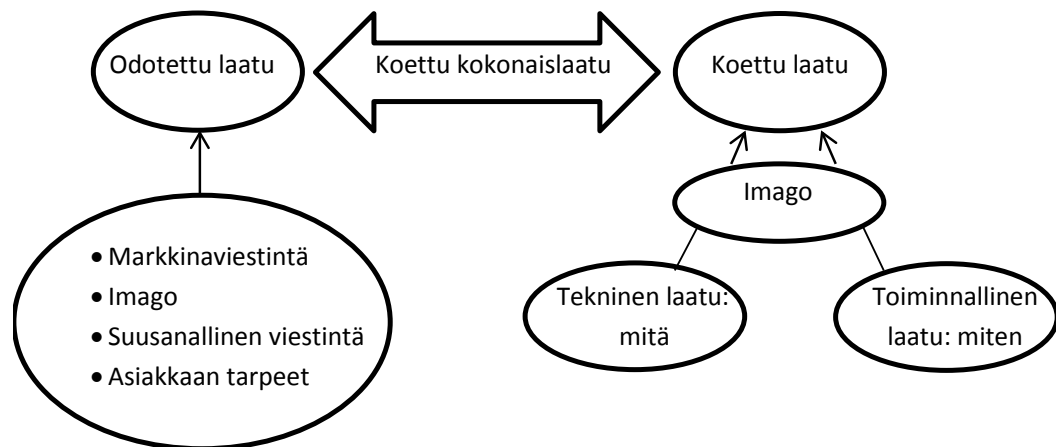 Odotettu laatu
Koettu kokonaislaatu
Koettu laatu
Imago
• Markkinaviestintä
• Imago
• Suusanallinen viestintä
• Asiakkaan tarpeet
Tekninen laatu:
mitä
Toiminnallinen
laatu: miten